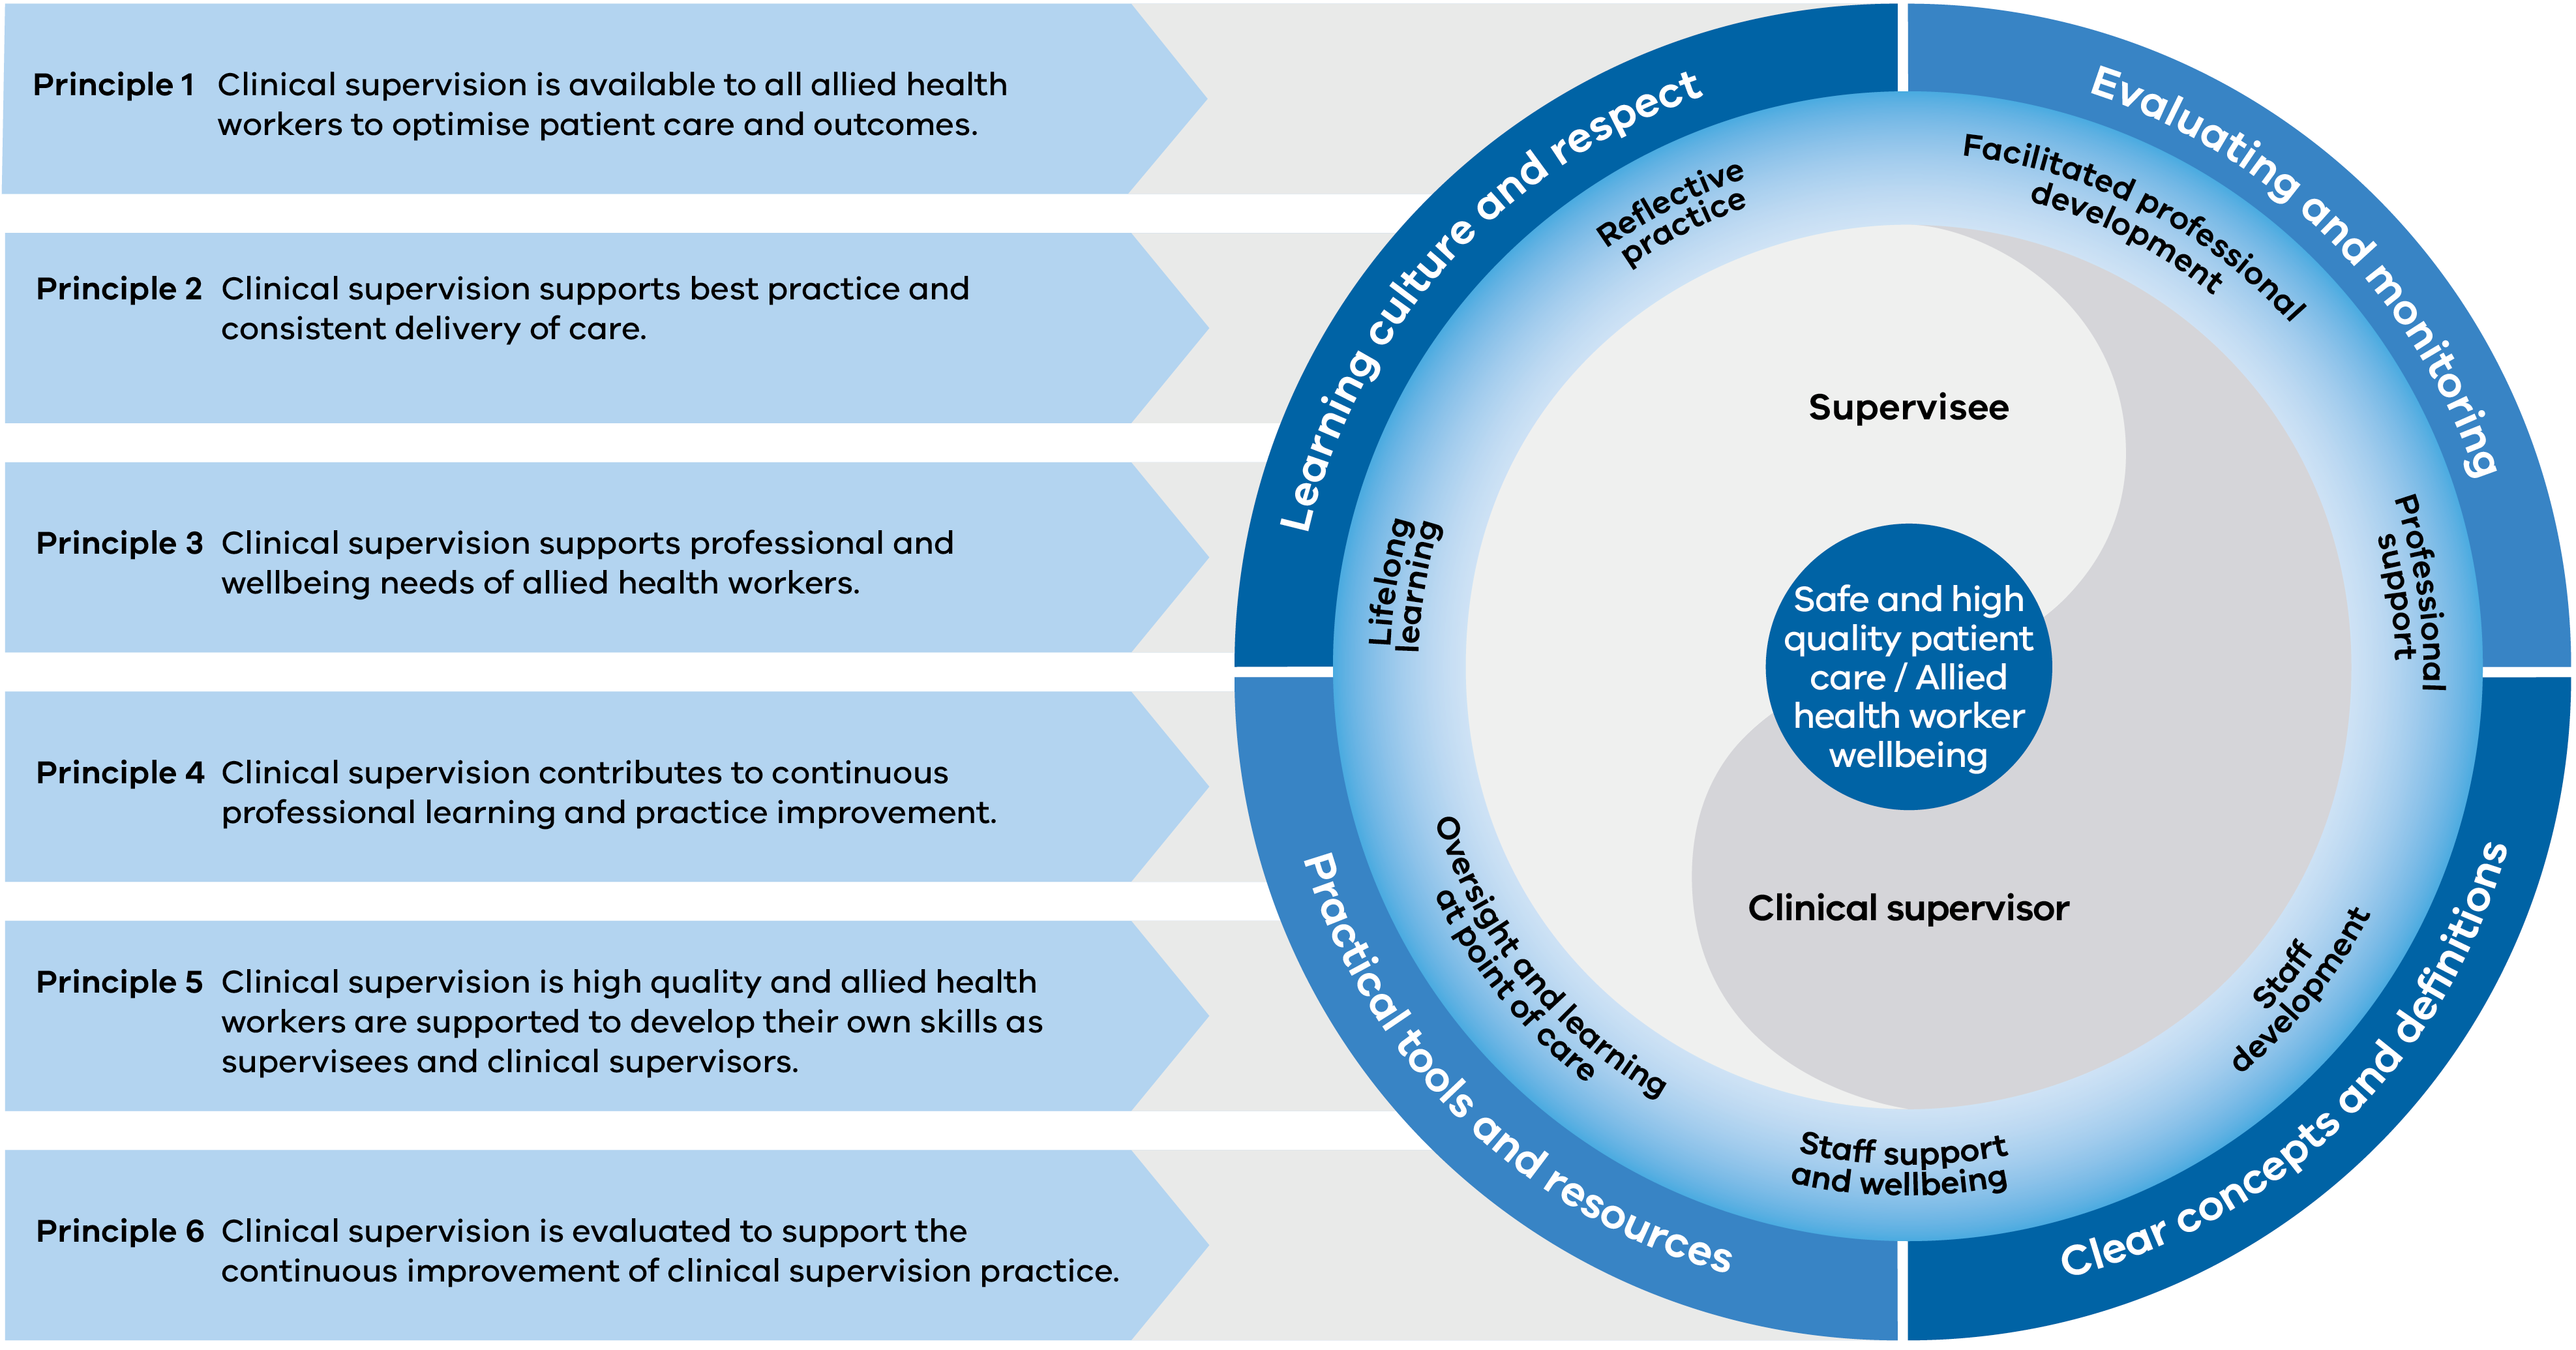 Principle 1 Clinical supervision is available to all allied health
workers to optimise patient care and outcomes.
Principle 2 Clinical supervision supports best practice and
consistent delivery of care.
Principle 3 Clinical supervision supports professional and
wellbeing needs of allied health workers.
Principle 4 Clinical supervision contributes to continuous
professional learning and practice improvement.
Principle 5 Clinical supervision is high quality and allied health
workers are supported to develop their own skills as
supervisees and clinical supervisors.
Principle 6 Clinical supervision is evaluated to support the
continuous improvement of clinical supervision practice.
Learning culture and respect
Evaluating and monitoring
Clear concepts and definitions
Practical tools and resources
Reflective
practice
Facilitated professional
development
Professional
support
Staff
development
Staff support
and wellbeing
Oversight and learning
at point of care
Lifelong
learning
Supervisee
Safe and high
quality patient
care / Allied
health worker
wellbeing
Clinical supervisor